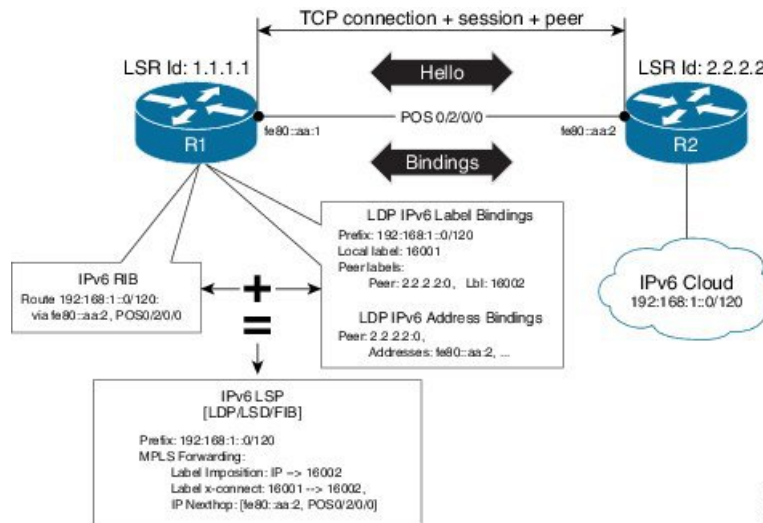 TCP connection + session + peer
LSR Id: 1.1.1.1
Hello
LSR Id: 2.2.2.2
POS 0/2/0/0
fe80::aa:1
fe80::aa:2
R1
R2
Bindings
LDP IPv6 Label Bindings
Prefix: 192:168:1::0/120
Local label: 16001
Peer labels:
Peer: 2.2.2.2:0, Lbl: 16002
LDP IPv6 Address Bindings
Peer: 2.2.2.2:0,
Addresses: fe80::aa:2, ...
IPv6 RIB
Route 192:168:1::0/120:
via fe80::aa:2, POS0/2/0/0
+
=
IPv6 Cloud
192:168:1::0/120
IPv6 LSP
[LDP/LSD/FIB]
Prefix: 192:168:1::0/120
MPLS Forwarding:
Label Imposition: IP --> 16002
Label x-connect: 16001 --> 16002,
IP Nexthop: [fe80::aa:2, POS0/2/0/0]